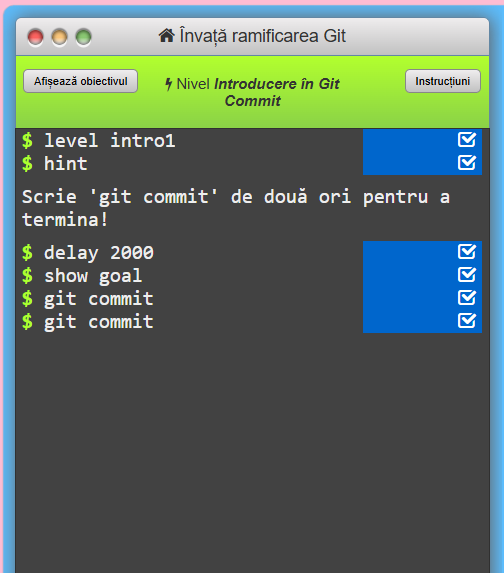 Învață ramificarea Git
Afișează obiectivul
Nivel Introducere în Git
Commit
Instrucțiuni
$ level intro1
$ hint
Scrie 'git commit' de două ori pentru a
termina!
$ delay 2000
$ show goal
$ git commit
$ git commit